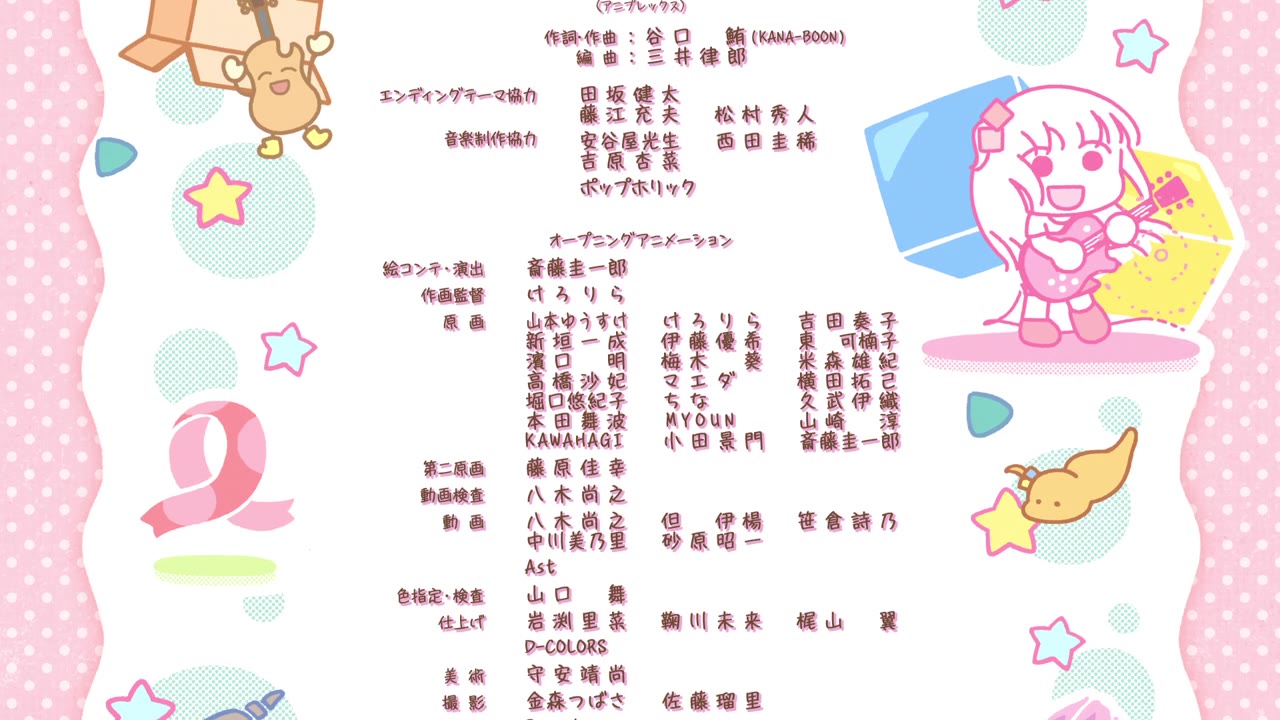 (アニプレックス)
作詞・作曲 : 谷口 鮪 (KANA-BOON)
編曲 : 三井律郎
エンディングテーマ協力 田坂健太
藤江充夫 松村秀人
音楽制作協力 安谷屋光生 西田圭稀
吉原杏菜
ポップホリック
オープニングアニメーション
絵コンテ・演出 斎藤圭一郎
作画監督 けろりら
原画 山本ゆうすけ けろりら 吉田奏子
新垣一成 伊藤優希 東 可楠子
濱口 明 梅木 葵 米森雄紀
高橋沙妃 マエダ 横田拓己
堀口悠紀子 ちな 久武伊織
本田舞波 MYOUN 山崎 淳
KAWAHAGI 小田景門 斎藤圭一郎
第二原画 藤原佳幸
動画検査 八木尚之
動画 八木尚之 但 伊楊 笹倉詩乃
中川美乃里 砂原昭一
Ast
色指定・検査 山口 舞
仕上げ 岩渕里菜 鞠川未来 梶山 翼
D-COLORS
美術 守安靖尚
撮影 金森つばさ 佐藤瑠里